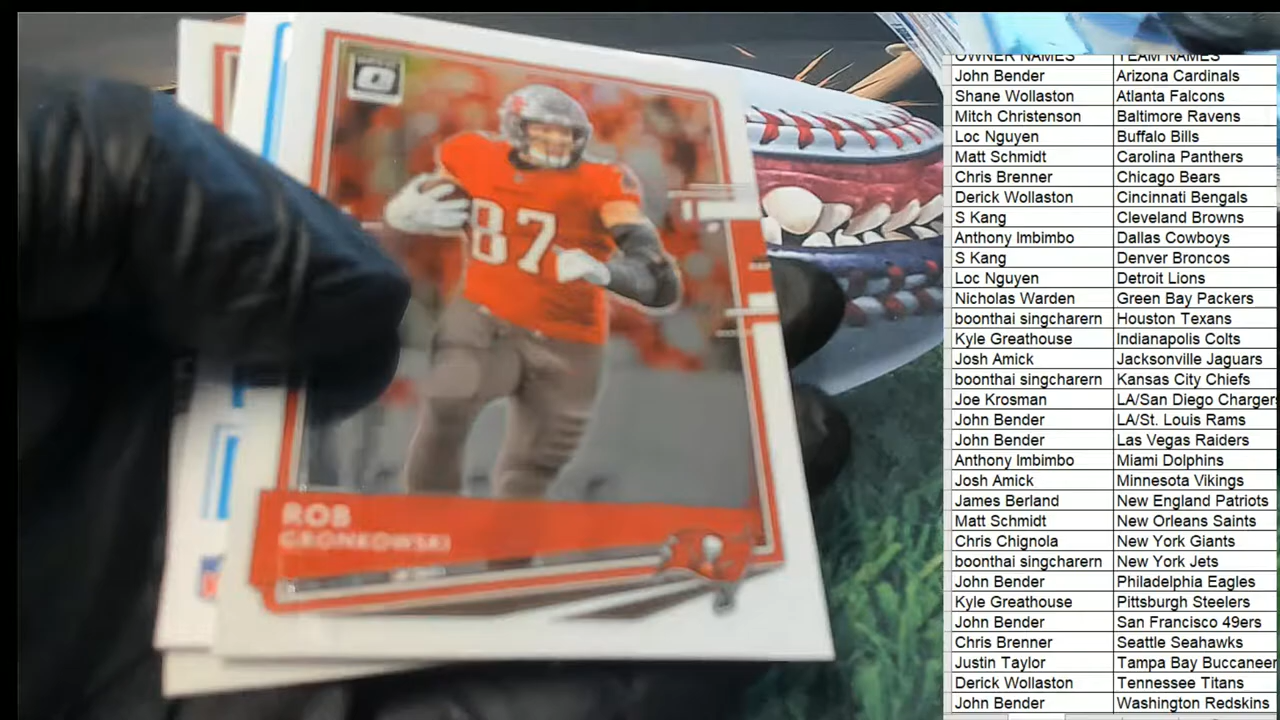 87
ROB
GRONKOWSKI
OWNER NAMES TEAM NAMES
John Bender Arizona Cardinals
Shane Wollaston Atlanta Falcons
Mitch Christenson Baltimore Ravens
Loc Nguyen Buffalo Bills
Matt Schmidt Carolina Panthers
Chris Brenner Chicago Bears
Derick Wollaston Cincinnati Bengals
S Kang Cleveland Browns
Anthony Imbimbo Dallas Cowboys
S Kang Denver Broncos
Loc Nguyen Detroit Lions
Nicholas Warden Green Bay Packers
boonthai singcharern Houston Texans
Kyle Greathouse Indianapolis Colts
Josh Amick Jacksonville Jaguars
boonthai singcharern Kansas City Chiefs
Joe Krosman LA/San Diego Charger
John Bender LA/St. Louis Rams
John Bender Las Vegas Raiders
Anthony Imbimbo Miami Dolphins
Josh Amick Minnesota Vikings
James Berland New England Patriots
Matt Schmidt New Orleans Saints
Chris Chignola New York Giants
boonthai singcharern New York Jets
John Bender Philadelphia Eagles
Kyle Greathouse Pittsburgh Steelers
John Bender San Francisco 49ers
Chris Brenner Seattle Seahawks
Justin Taylor Tampa Bay Buccaneer
Derick Wollaston Tennessee Titans
John Bender Washington Redskins